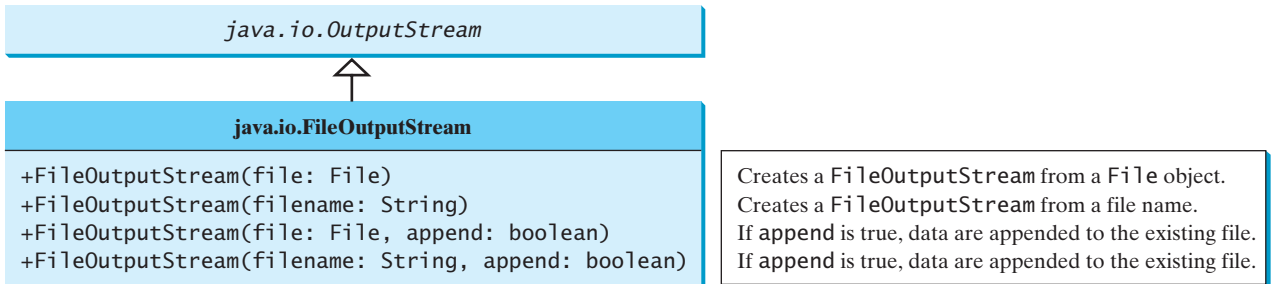 java.io.OutputStream
java.io.FileOutputStream
+FileOutputStream(file: File)
+FileOutputStream(filename: String)
+FileOutputStream(file: File, append: boolean)
+FileOutputStream(filename: String, append: boolean)
Creates a FileOutputStream from a File object.
Creates a FileOutputStream from a file name.
If append is true, data are appended to the existing file.
If append is true, data are appended to the existing file.